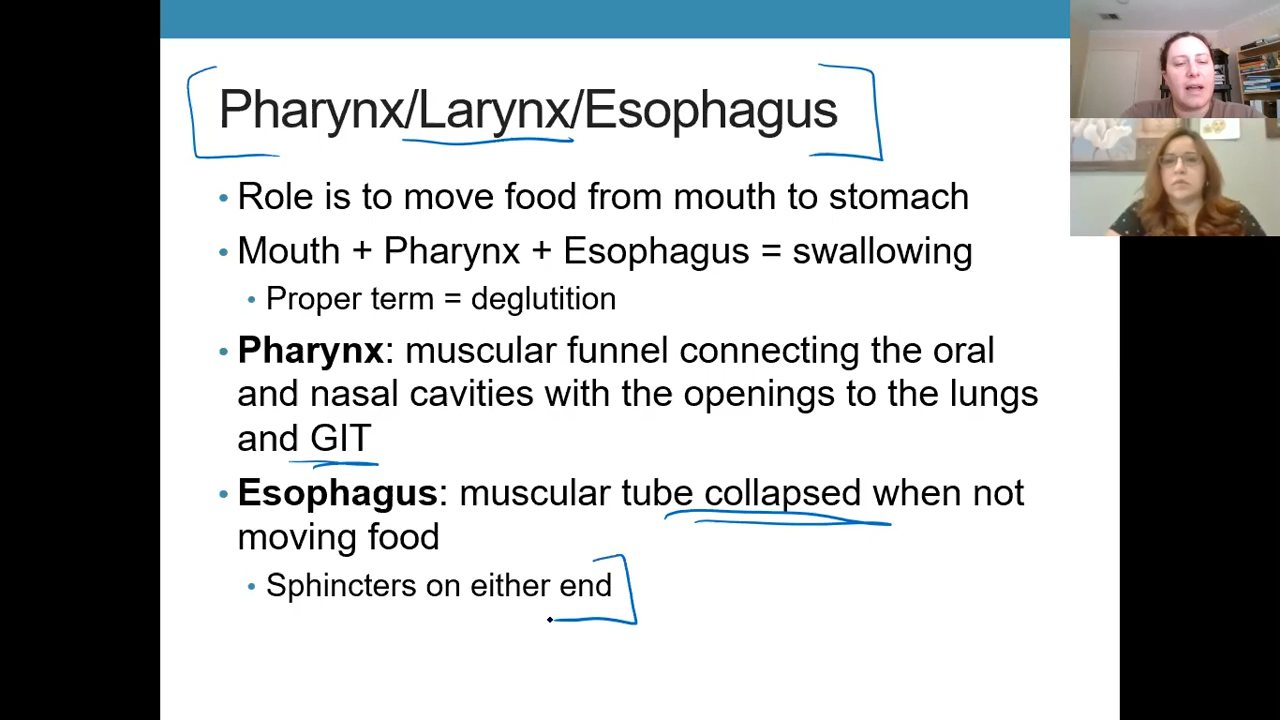 Pharynx/Larynx/Esophagus
• Role is to move food from mouth to stomach
• Mouth + Pharynx + Esophagus = swallowing
• Proper term = deglutition
• Pharynx: muscular funnel connecting the oral
and nasal cavities with the openings to the lungs
and GIT
• Esophagus: muscular tube collapsed when not
moving food
• Sphincters on either end